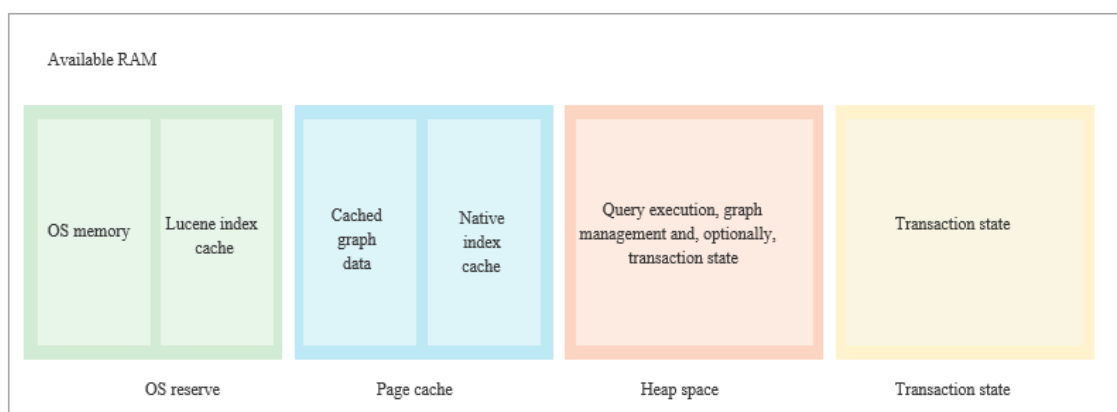 Available RAM
OS memory
Lucene index
cache
Cached
graph
data
Native
index
cache
Query execution, graph
management and, optionally,
transaction state
Transaction state
OS reserve
Page cache
Heap space
Transaction state